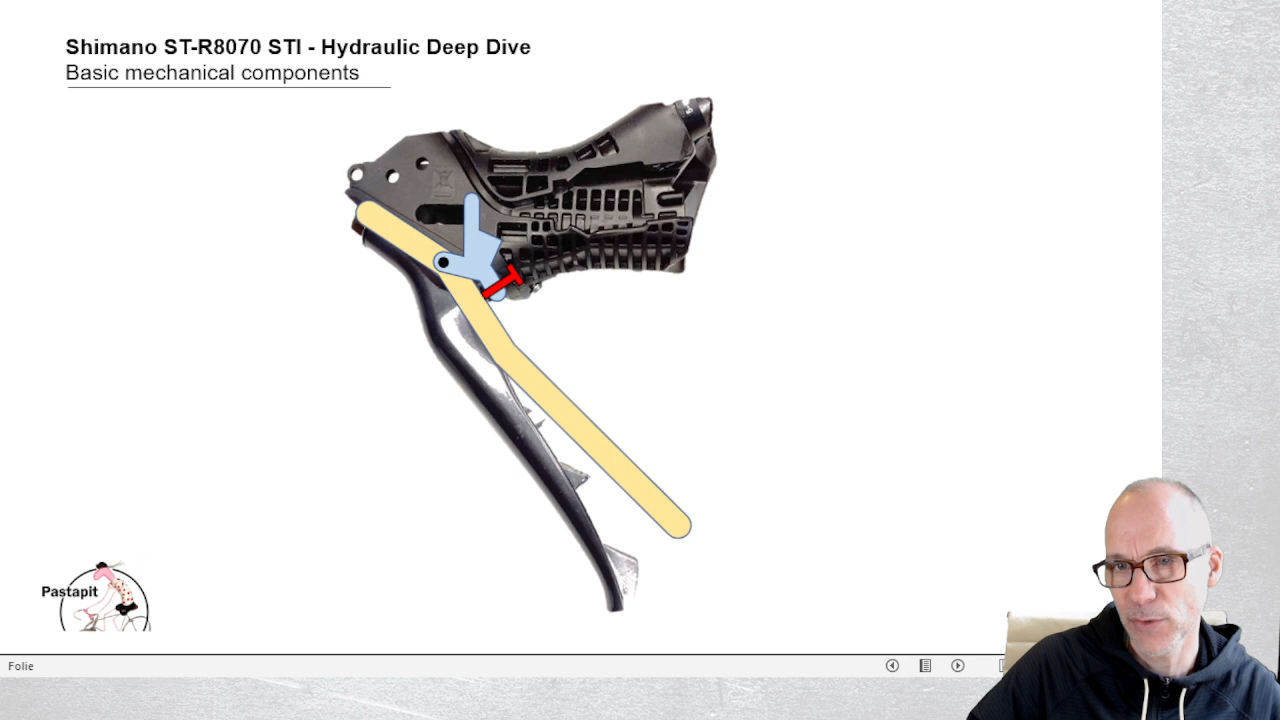 Shimano ST-R8070 STI - Hydraulic Deep Dive
Basic mechanical components
Pastapit
Folie